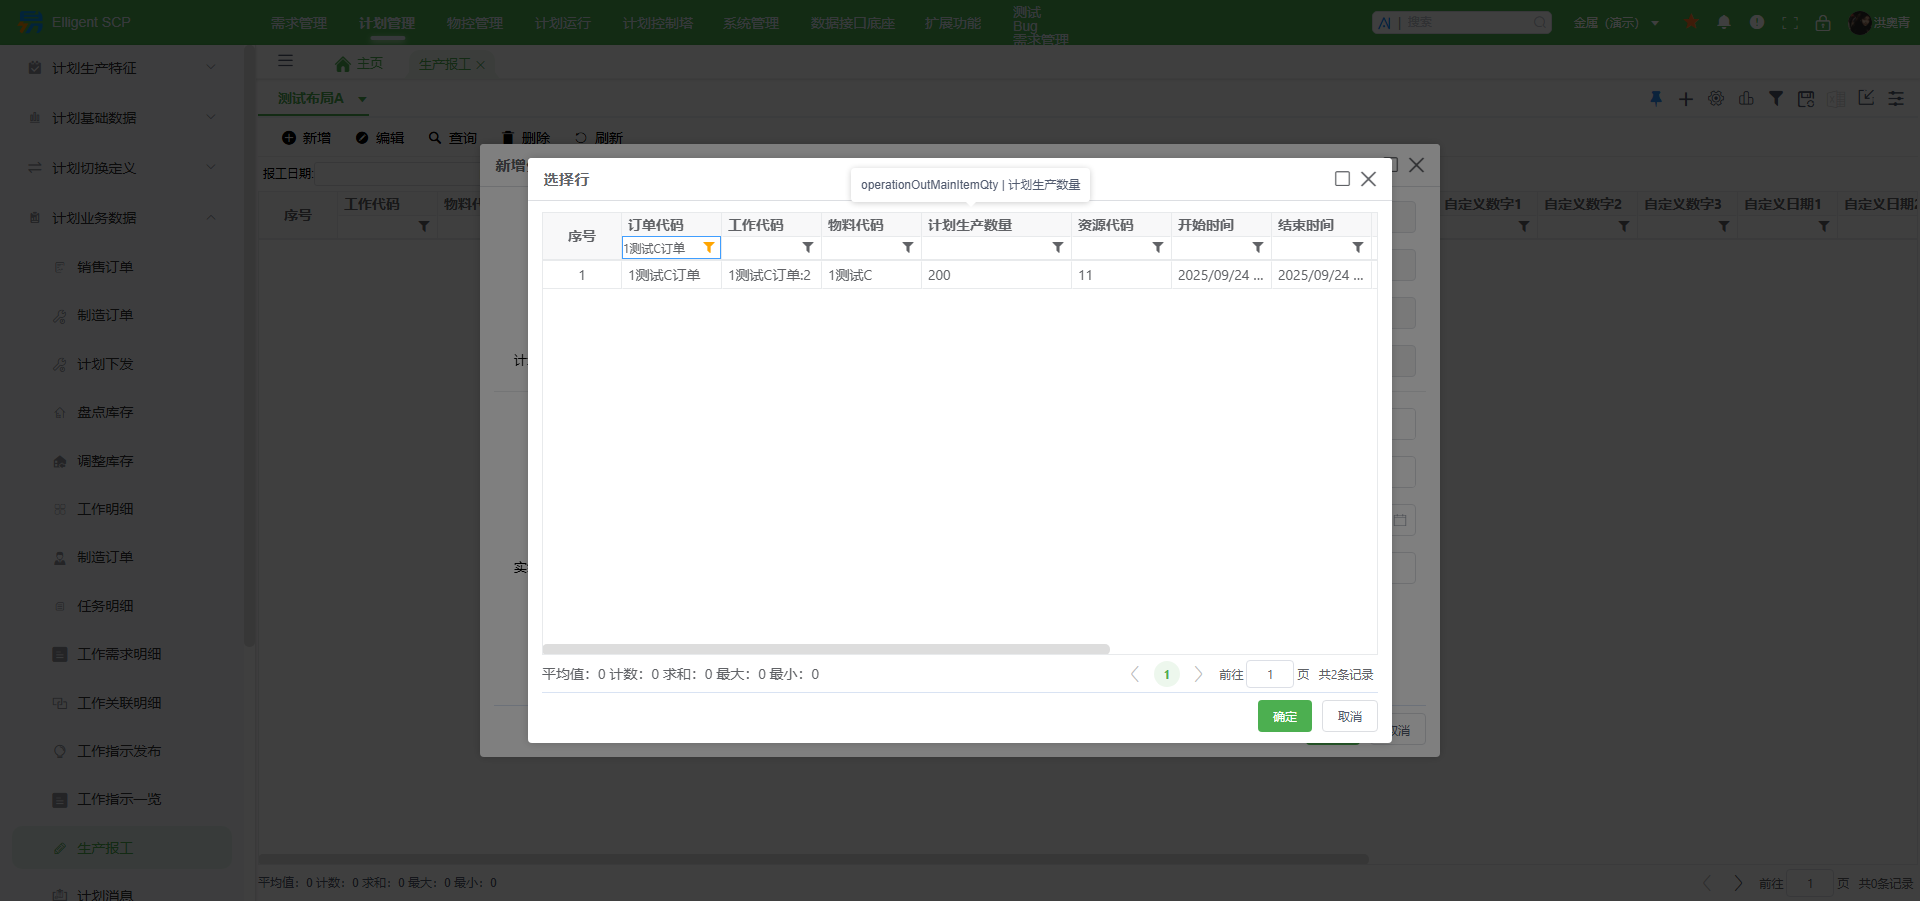 Elligent SCP
需求管理
计划管理
物控管理
计划运行
计划控制塔
系统管理
数据接口底座
扩展功能
测试
Bug
需求管理
搜索
金属（演示）
洪奥青
计划生产特征
计划基础数据
计划切换定义
计划业务数据
销售订单
制造订单
计划下发
盘点库存
调整库存
工作明细
制造订单
任务明细
工作需求明细
工作关联明细
工作指示发布
工作指示一览
生产报工
计划消息
主页
生产报工
测试布局A
新增 编辑 查询 删除 刷新
报工日期:
序号 工作代码 物料代
自定义数字1 自定义数字2 自定义数字3 自定义日期1 自定义日期2
新增
计
实
取消
选择行
operationOutMainItemQty | 计划生产数量
序号 订单代码 工作代码 物料代码 计划生产数量 资源代码 开始时间 结束时间
1测试C订单
1 1测试C订单 1测试C订单:2 1测试C 200 11 2025/09/24 ... 2025/09/24 ...
平均值：0 计数：0 求和：0 最大：0 最小：0
1 前往 1 页 共2条记录
确定 取消
平均值：0 计数：0 求和：0 最大：0 最小：0
前往 1 页 共0条记录